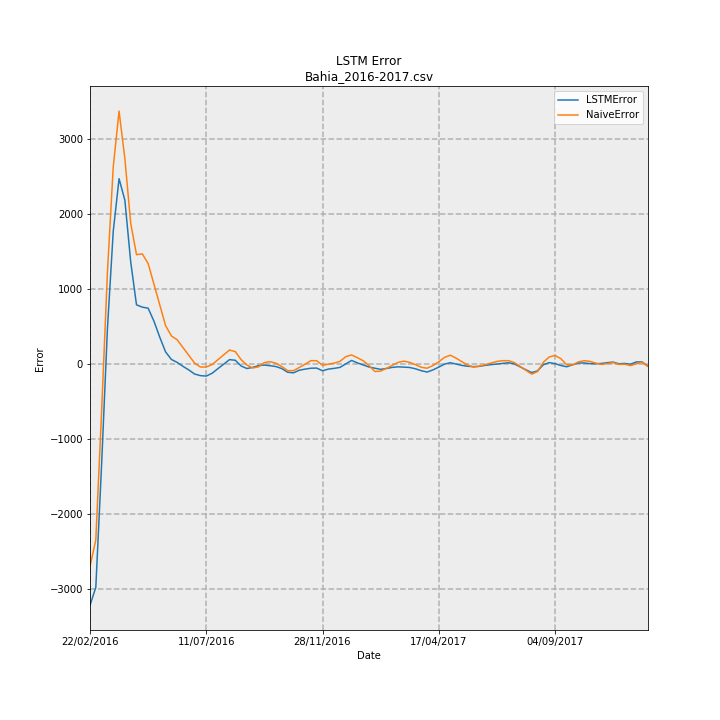 LSTM Error
Bahia_2016-2017.csv
LSTMError
NaiveError
3000
2000
1000
0
−1000
−2000
−3000
Error
22/02/2016
11/07/2016
28/11/2016
17/04/2017
04/09/2017
Date